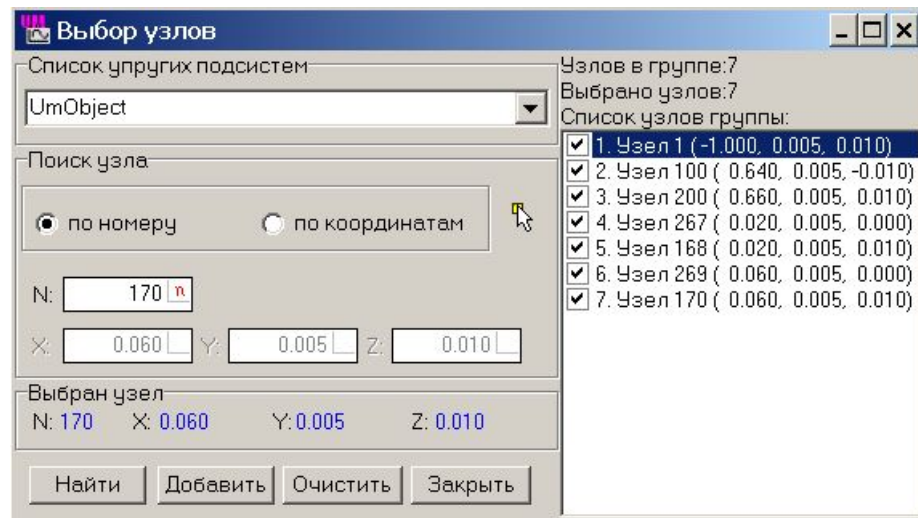 Выбор узлов
Список упругих подсистем
UmObject
Поиск узла
по номеру
по координатам
N: 170 n
X: 0.060 Y: 0.005 Z: 0.010
Выбран узел
N: 170 X: 0.060 Y: 0.005 Z: 0.010
Найти Добавить Очистить Закрыть
Узлов в группе:7
Выбрано узлов:7
Список узлов группы:
1. Узел 1 ( -1.000, 0.005, 0.010)
2. Узел 100 ( 0.640, 0.005, -0.010)
3. Узел 200 ( 0.660, 0.005, 0.010)
4. Узел 267 ( 0.020, 0.005, 0.000)
5. Узел 168 ( 0.020, 0.005, 0.010)
6. Узел 269 ( 0.060, 0.005, 0.000)
7. Узел 170 ( 0.060, 0.005, 0.010)